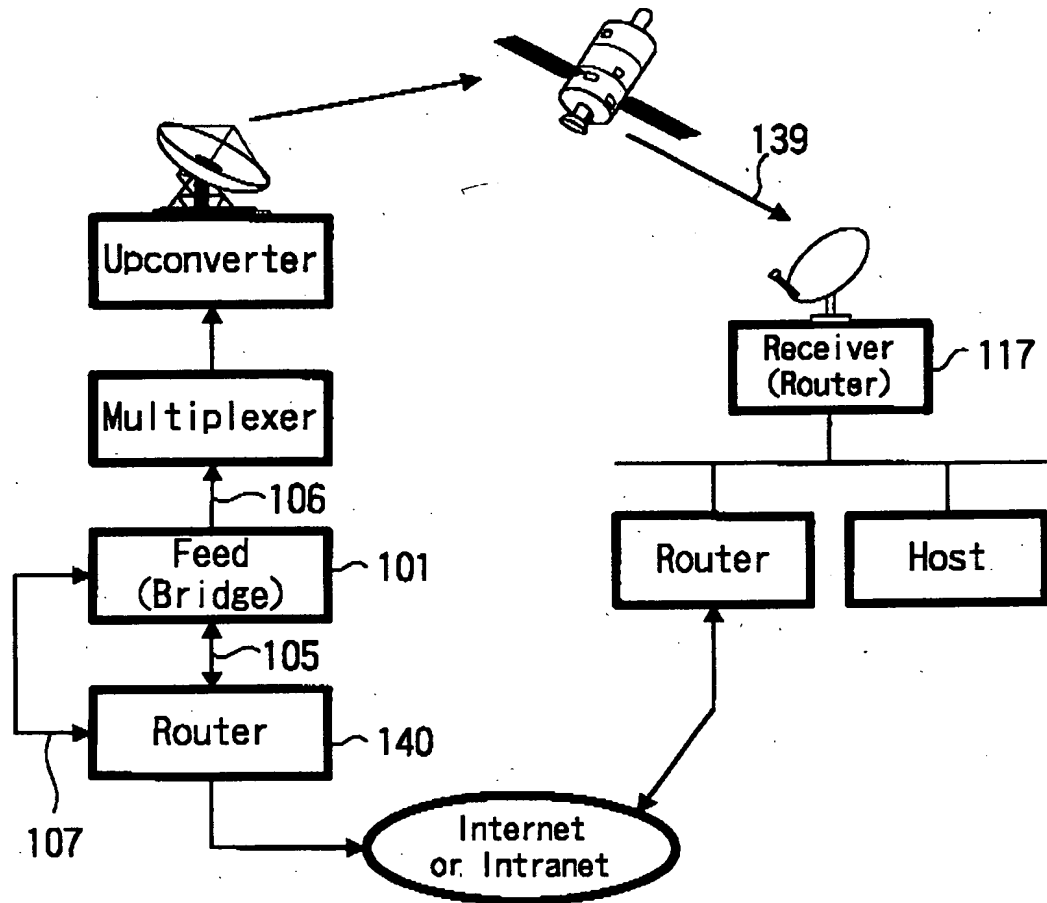 139
Upconverter
Receiver
(Router)
117
Multiplexer
106
Feed
(Bridge)
101
Router
Host
105
Router
140
107
Internet
or Intranet